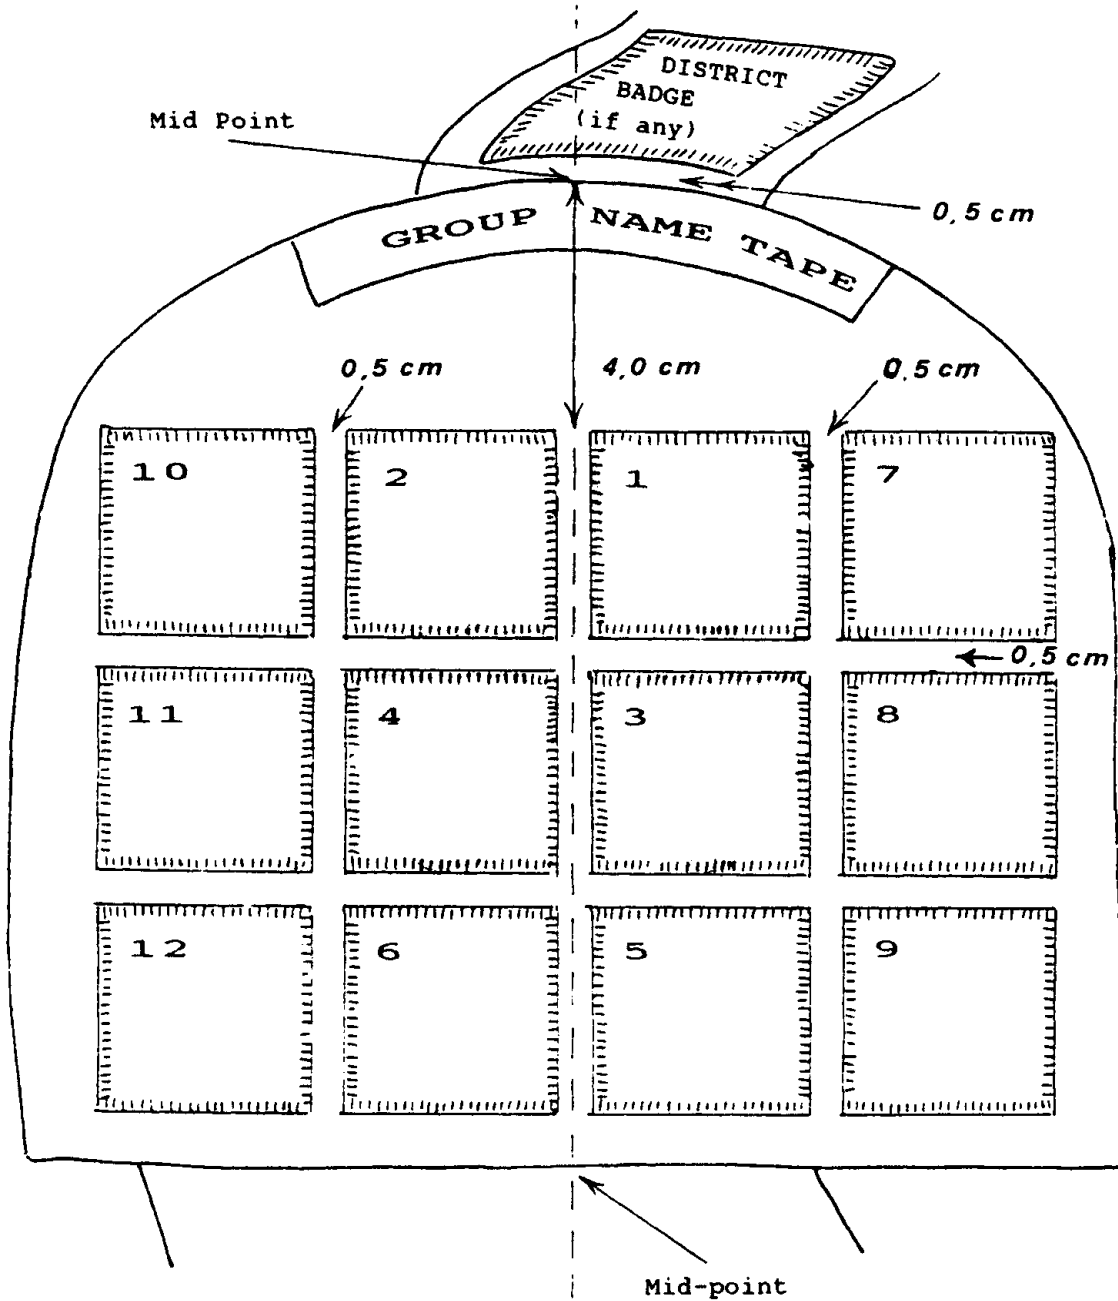 DISTRICT
BADGE
(if any)
Mid Point
0,5 cm
GROUP NAME TAPE
0,5 cm
4,0 cm
0,5 cm
10
2
1
7
0,5 cm
11
4
3
8
12
6
5
9
Mid-point